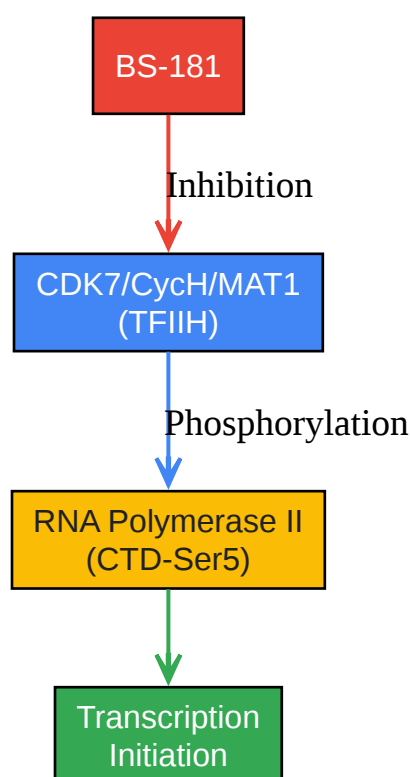 BS-181
Inhibition
CDK7/CycH/MAT1
(TFIIH)
Phosphorylation
RNA Polymerase II
(CTD-Ser5)
Transcription
Initiation